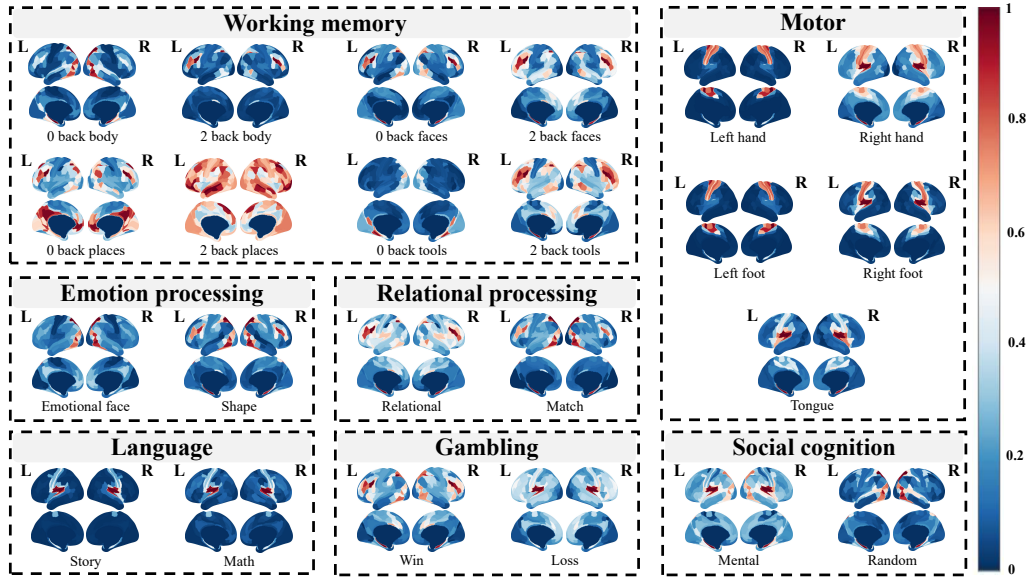 Working memory
L R L R
0 back body 2 back body 0 back faces 2 back faces
L R L R
0 back places 2 back places 0 back tools 2 back tools
Motor
L R L R
Left hand Right hand
L R L R
Left foot Right foot
L R
Tongue
Emotion processing
L R L R
Emotional face Shape
Relational processing
L R L R
Relational Match
Language
L R L R
Story Math
Gambling
L R L R
Win Loss
Social cognition
L R L R
Mental Random
1
0.8
0.6
0.4
0.2
0